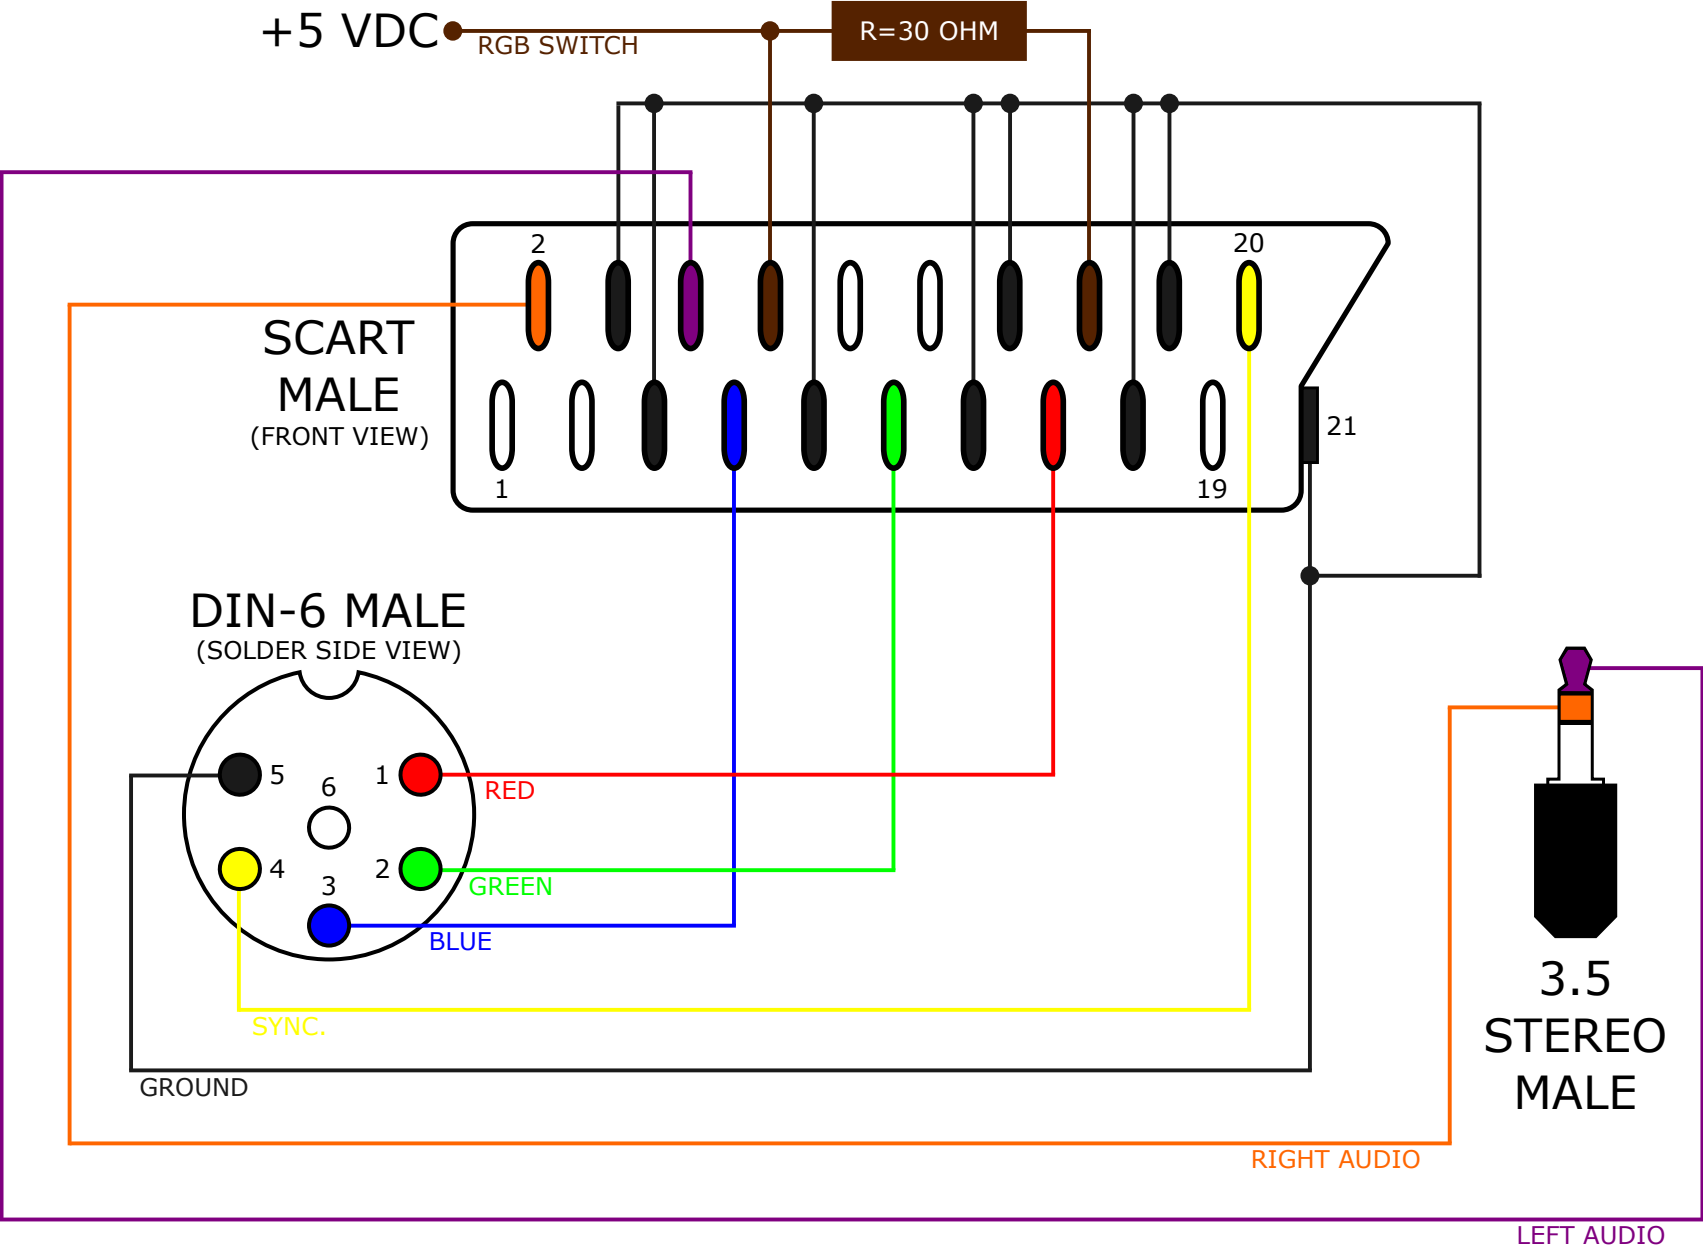 +5 VDC
RGB SWITCH
R=30 OHM
2
20
SCART
MALE
(FRONT VIEW)
21
1
19
DIN-6 MALE
(SOLDER SIDE VIEW)
5
6
1
RED
4
3
2
GREEN
BLUE
SYNC.
GROUND
3.5
STEREO
MALE
RIGHT AUDIO
LEFT AUDIO